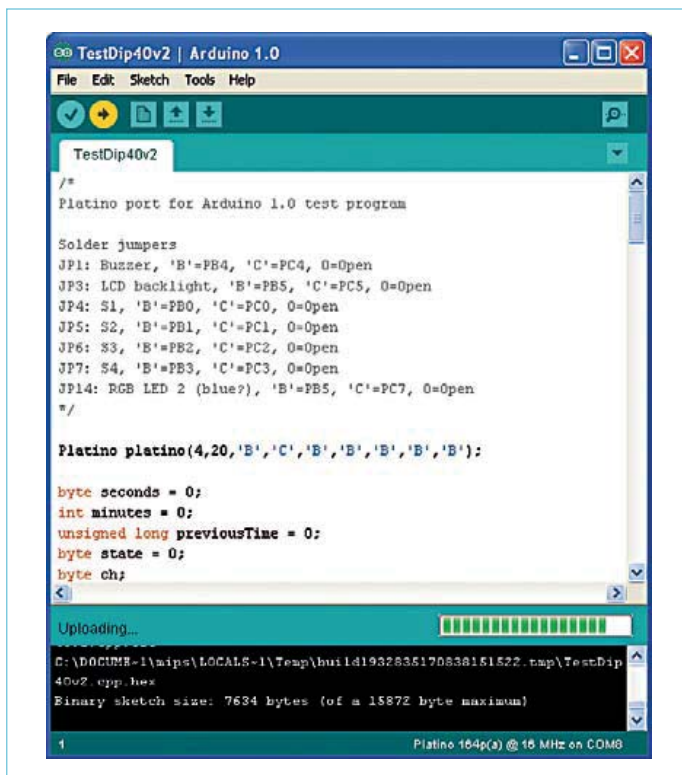 TestDip40v2 | Arduino 1.0
File Edit Sketch Tools Help
TestDip40v2
/*
Platino port for Arduino 1.0 test program
Solder jumpers
JP1: Buzzer, 'B'=PB4, 'C'=PC4, 0=Open
JP3: LCD backlight, 'B'=PB5, 'C'=PC5, 0=Open
JP4: S1, 'B'=PB0, 'C'=PC0, 0=Open
JP5: S2, 'B'=PB1, 'C'=PC1, 0=Open
JP6: S3, 'B'=PB2, 'C'=PC2, 0=Open
JP7: S4, 'B'=PB3, 'C'=PC3, 0=Open
JP14: RGB LED 2 (blue?), 'B'=PB5, 'C'=PC7, 0=Open
*/
Platino platino(4,20,'B','C','B','B','B','B','B');
byte seconds = 0;
int minutes = 0;
unsigned long previousTime = 0;
byte state = 0;
byte ch;
Uploading...
C:\DOCUME~1\mips\LOCALS~1\Temp\build1932835170838151522.tmp\TestDip
40v2.cpp.hex
Binary sketch size: 7634 bytes (of a 15872 byte maximum)
1
Platino 164p(a) @ 16 MHz on COM8